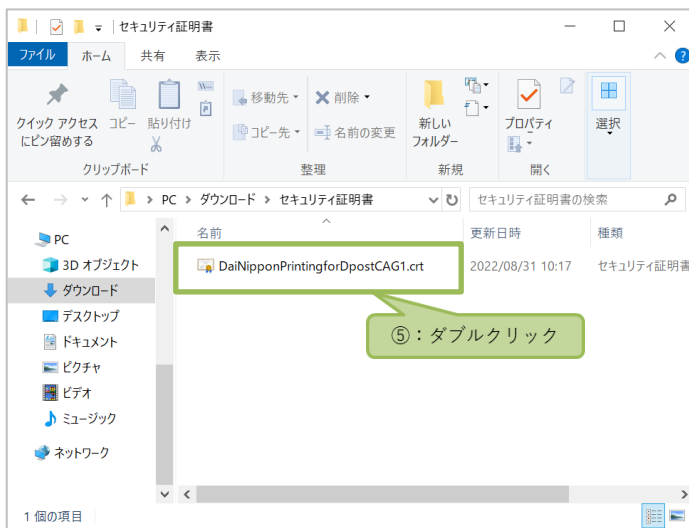 セキュリティ証明書
ファイル ホーム 共有 表示
クイック アクセス
にピン留めする
コピー
貼り付け
移動先
コピー先
削除
名前の変更
新しい
フォルダー
プロパティ
選択
クリップボード 整理 新規 開く
PC ダウンロード セキュリティ証明書
セキュリティ証明書の検索
名前 更新日時 種類
PC
3D オブジェクト
ダウンロード
デスクトップ
ドキュメント
ピクチャ
ビデオ
ミュージック
ネットワーク
DaiNipponPrintingforDpostCAG1.crt 2022/08/31 10:17 セキュリティ証明書
⑤：ダブルクリック
1 個の項目